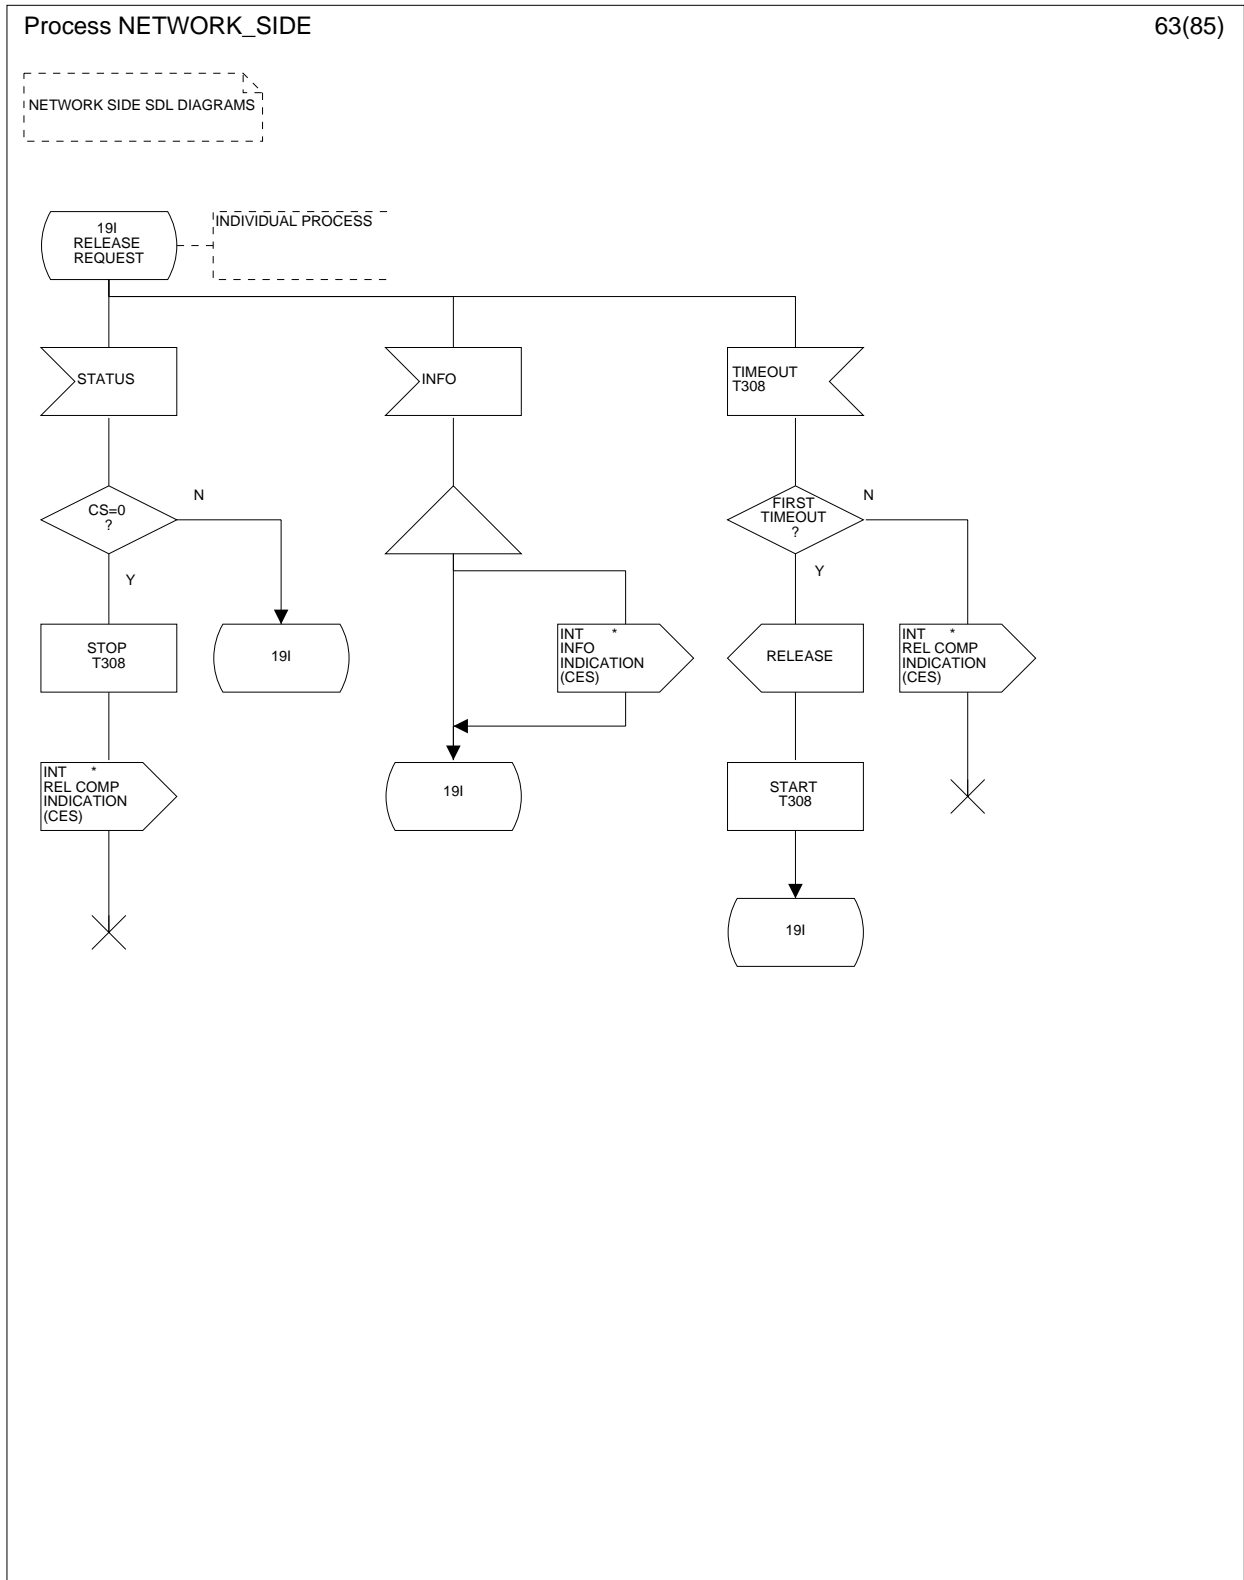 Process NETWORK_SIDE
63(85)
NETWORK SIDE SDL DIAGRAMS
19I
RELEASE
REQUEST
INDIVIDUAL PROCESS
STATUS
INFO
TIMEOUT
T308
CS=0
?
N
Y
FIRST
TIMEOUT
?
N
Y
STOP
T308
19I
INT *
INFO
INDICATION
(CES)
RELEASE
INT *
REL COMP
INDICATION
(CES)
INT *
REL COMP
INDICATION
(CES)
19I
START
T308
19I